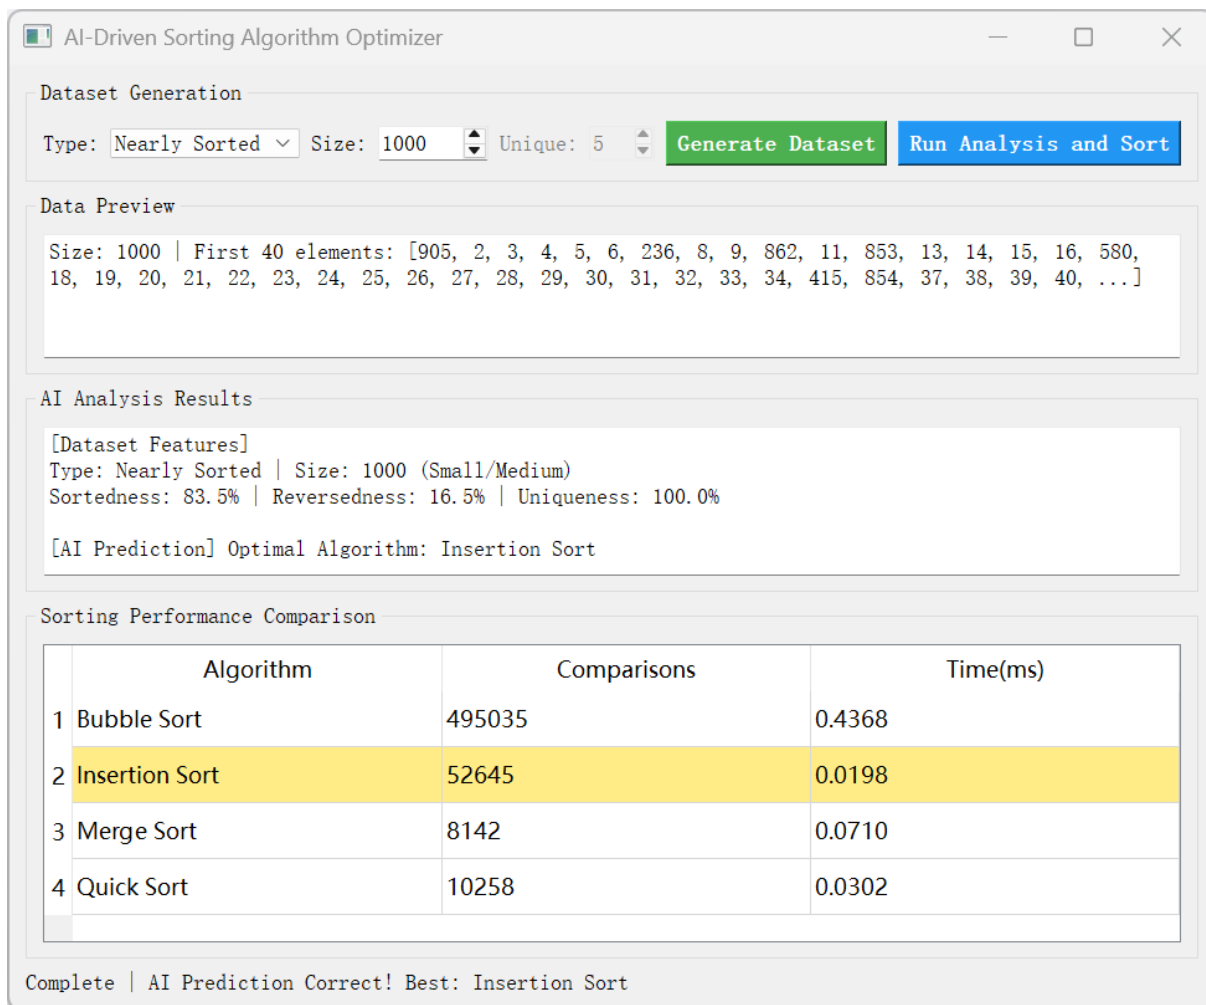 AI-Driven Sorting Algorithm Optimizer
Dataset Generation
Type: Nearly Sorted Size: 1000 Unique: 5 Generate Dataset Run Analysis and Sort
Data Preview
Size: 1000 | First 40 elements: [905, 2, 3, 4, 5, 6, 236, 8, 9, 862, 11, 853, 13, 14, 15, 16, 580,
18, 19, 20, 21, 22, 23, 24, 25, 26, 27, 28, 29, 30, 31, 32, 33, 34, 415, 854, 37, 38, 39, 40, ...]
AI Analysis Results
[Dataset Features]
Type: Nearly Sorted | Size: 1000 (Small/Medium)
Sortedness: 83.5% | Reversedness: 16.5% | Uniqueness: 100.0%
[AI Prediction] Optimal Algorithm: Insertion Sort
Sorting Performance Comparison
Algorithm Comparisons Time(ms)
1 Bubble Sort 495035 0.4368
2 Insertion Sort 52645 0.0198
3 Merge Sort 8142 0.0710
4 Quick Sort 10258 0.0302
Complete | AI Prediction Correct! Best: Insertion Sort